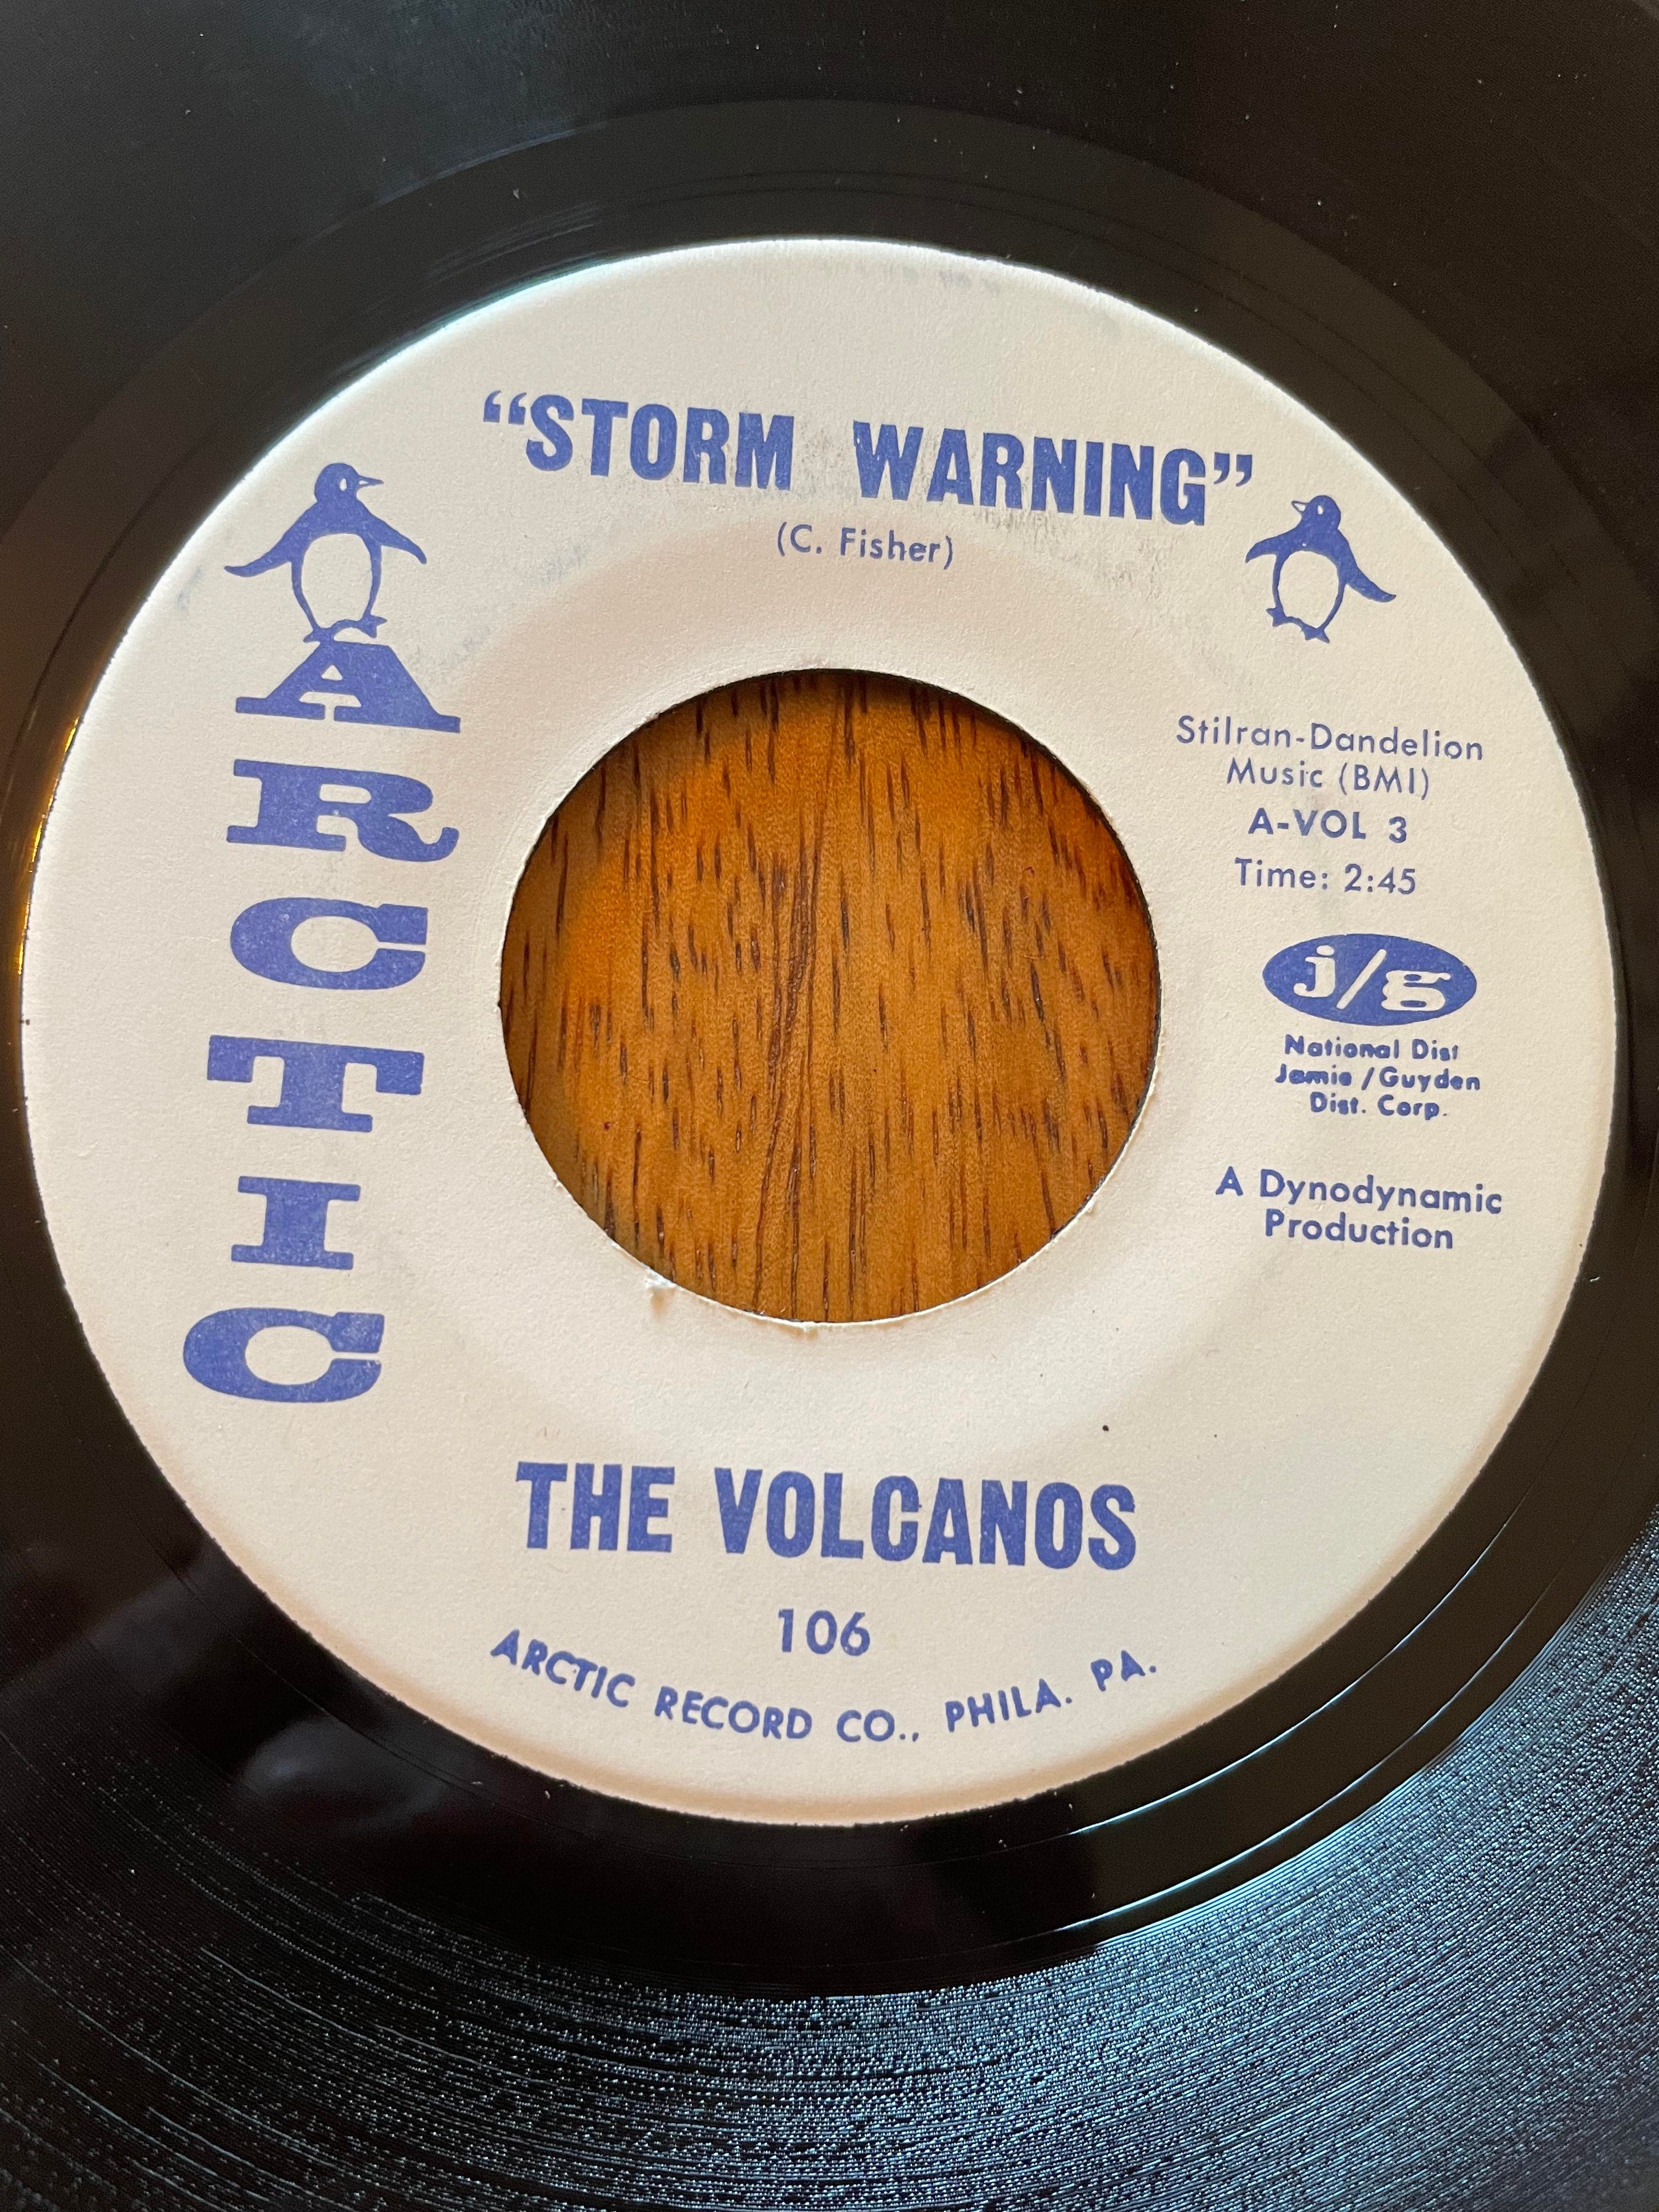 “STORM WARNING”
(C. Fisher)
ARCTIC
Stilran-Dandelion
Music (BMI)
A-VOL 3
Time: 2:45
j/g
National Dist
Jamie / Guyden
Dist. Corp.
A Dynodynamic
Production
THE VOLCANOS
106
ARCTIC RECORD CO., PHILA. PA.